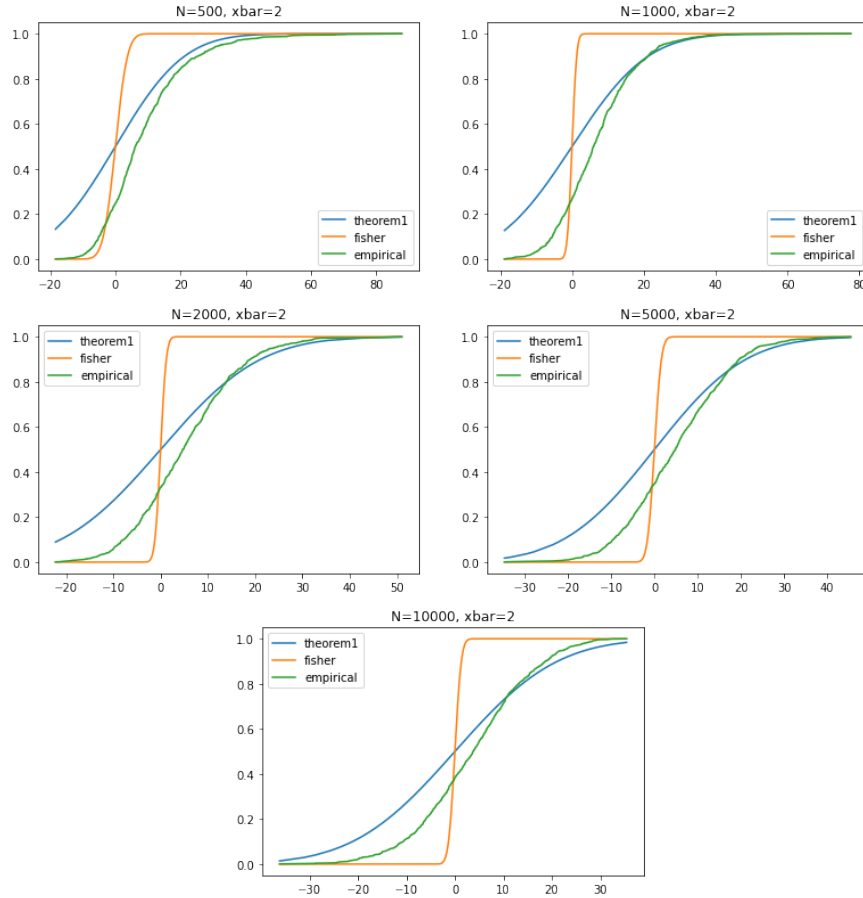 N=500, xbar=2
1.0
0.8
0.6
0.4
0.2
0.0
theorem1
fisher
empirical
−20 0 20 40 60 80
N=1000, xbar=2
1.0
0.8
0.6
0.4
0.2
0.0
theorem1
fisher
empirical
−20 0 20 40 60 80
N=2000, xbar=2
1.0
0.8
0.6
0.4
0.2
0.0
theorem1
fisher
empirical
−20 −10 0 10 20 30 40 50
N=5000, xbar=2
1.0
0.8
0.6
0.4
0.2
0.0
theorem1
fisher
empirical
−30 −20 −10 0 10 20 30 40
N=10000, xbar=2
1.0
0.8
0.6
0.4
0.2
0.0
theorem1
fisher
empirical
−30 −20 −10 0 10 20 30